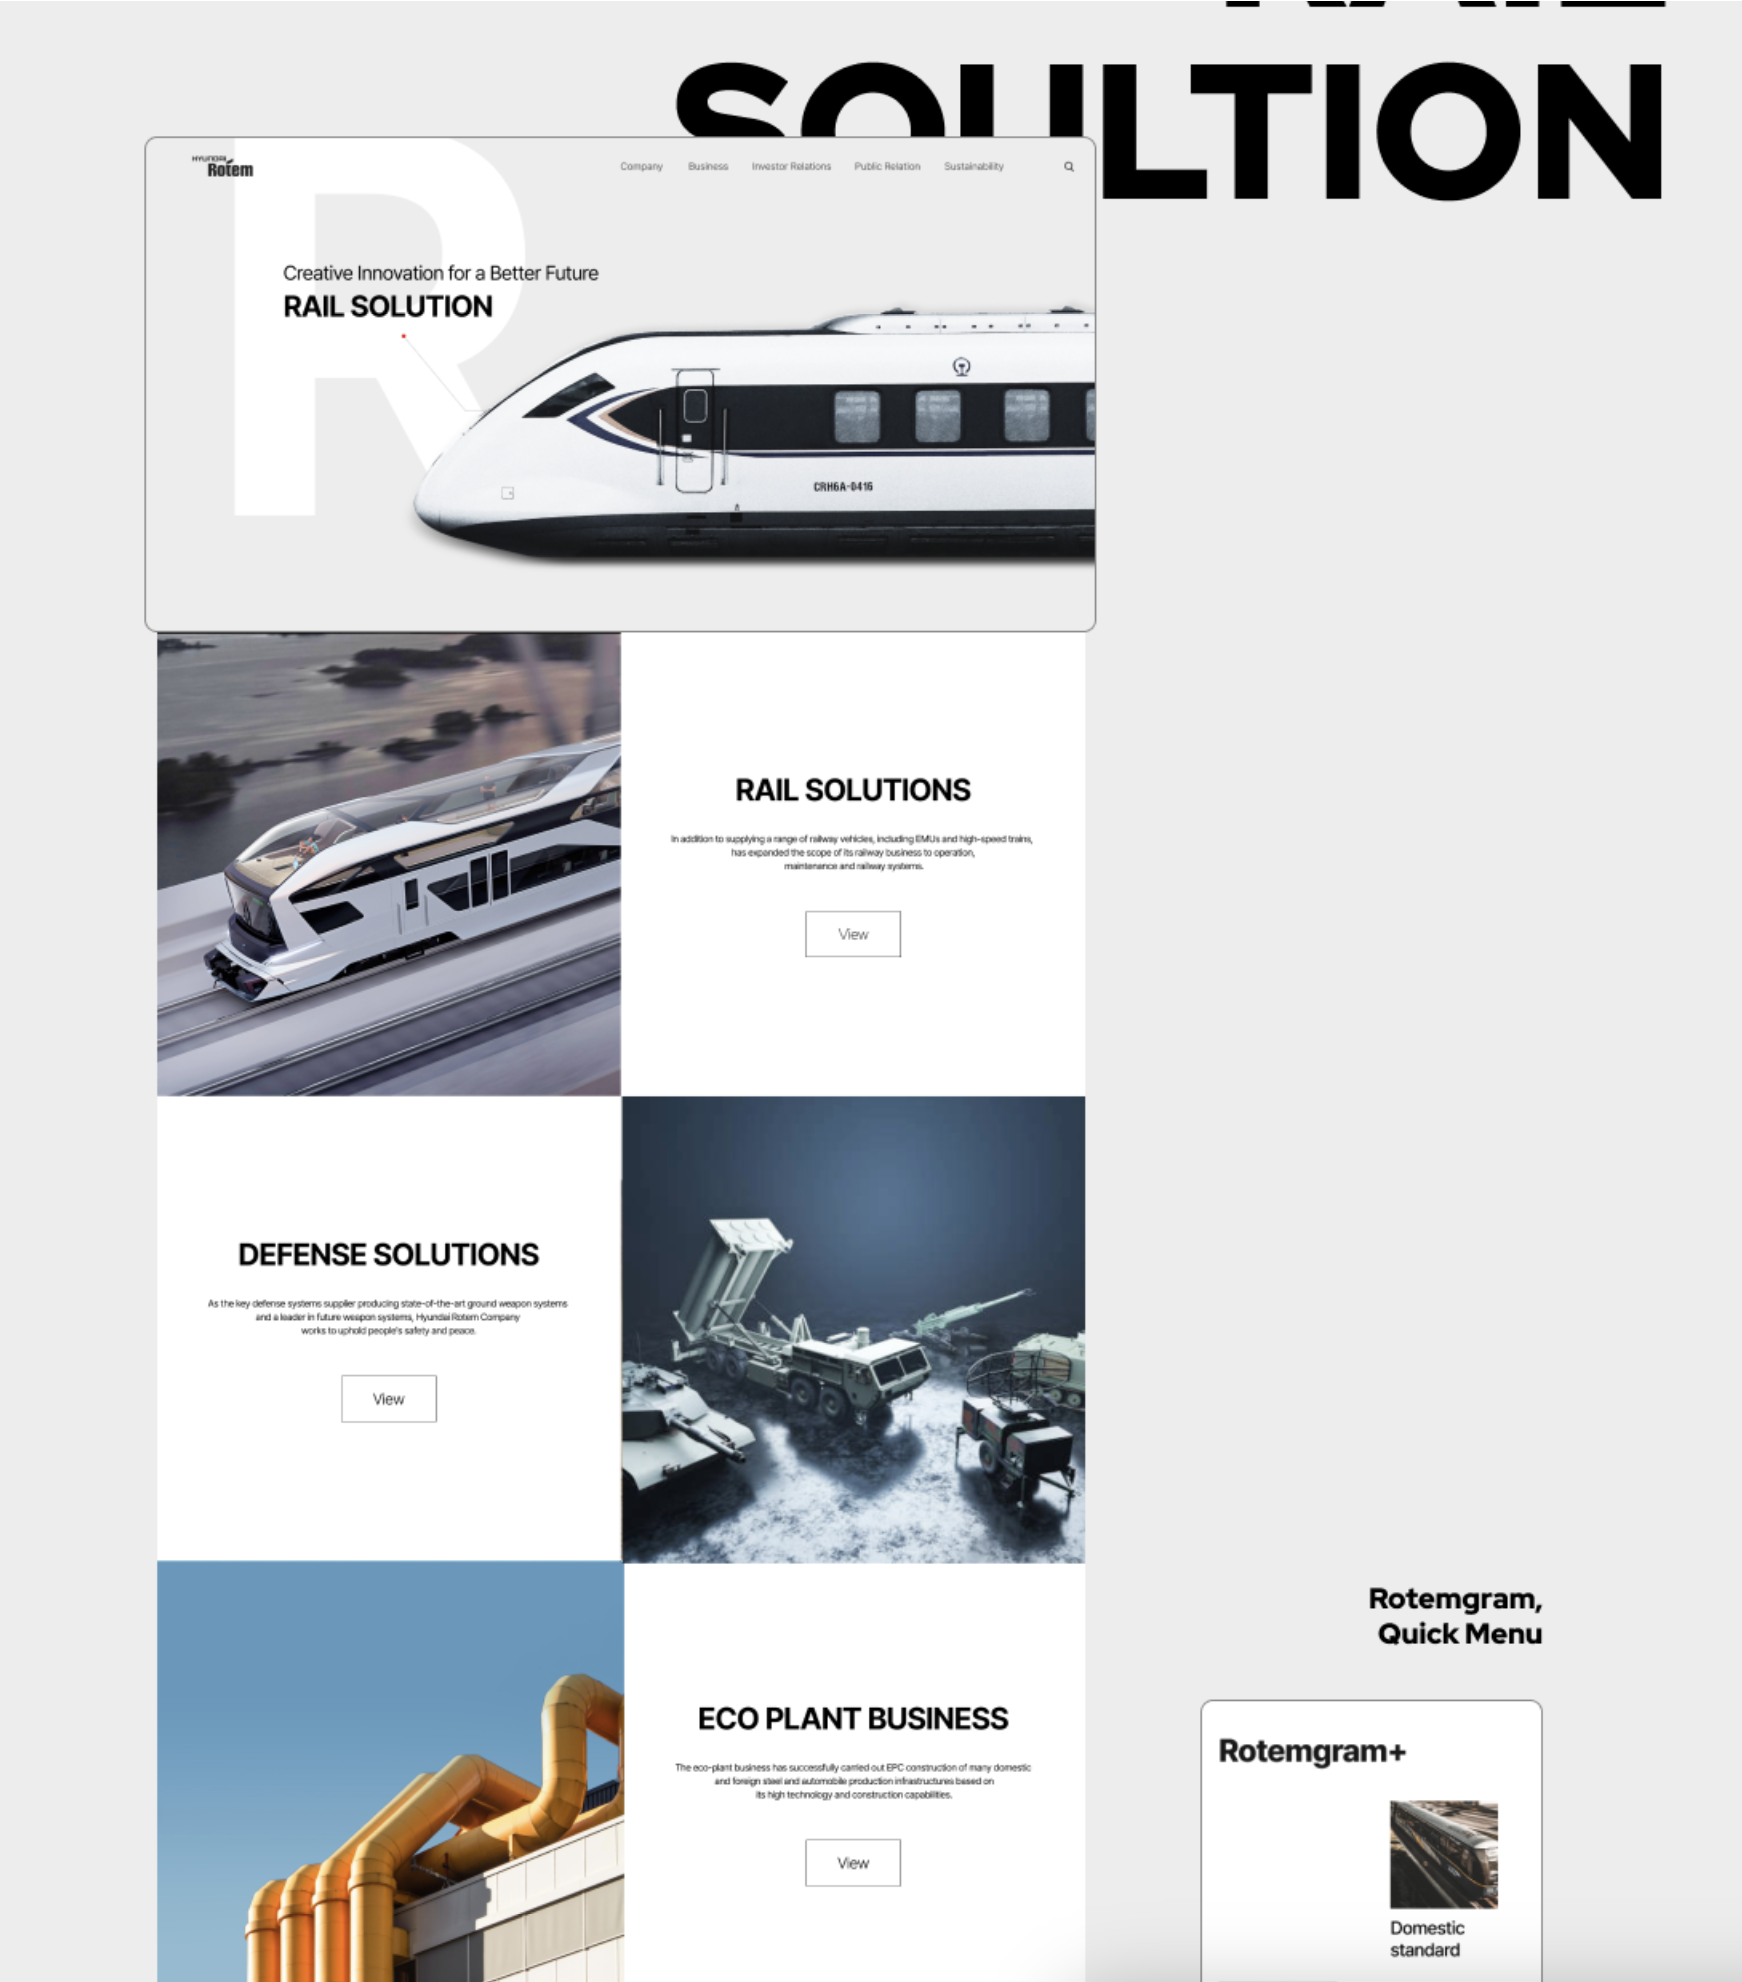 SOULTION
HYUNDAI
Rotem
Company Business Investor Relations Public Relation Sustainability
Creative Innovation for a Better Future
RAIL SOLUTION
CRH6A-0416
RAIL SOLUTIONS
In addition to supplying a range of railway vehicles, including EMUs and high-speed trains,
has expanded the scope of its railway business to operation,
maintenance and railway systems.
View
DEFENSE SOLUTIONS
As the key defense systems supplier producing state-of-the-art ground weapon systems
and a leader in future weapon systems, Hyundai Rotem Company
works to uphold people's safety and peace.
View
ECO PLANT BUSINESS
The eco-plant business has successfully carried out EPC construction of many domestic
and foreign steel and automobile production infrastructures based on
its high technology and construction capabilities.
View
Rotemgram,
Quick Menu
Rotemgram+
Domestic
standard